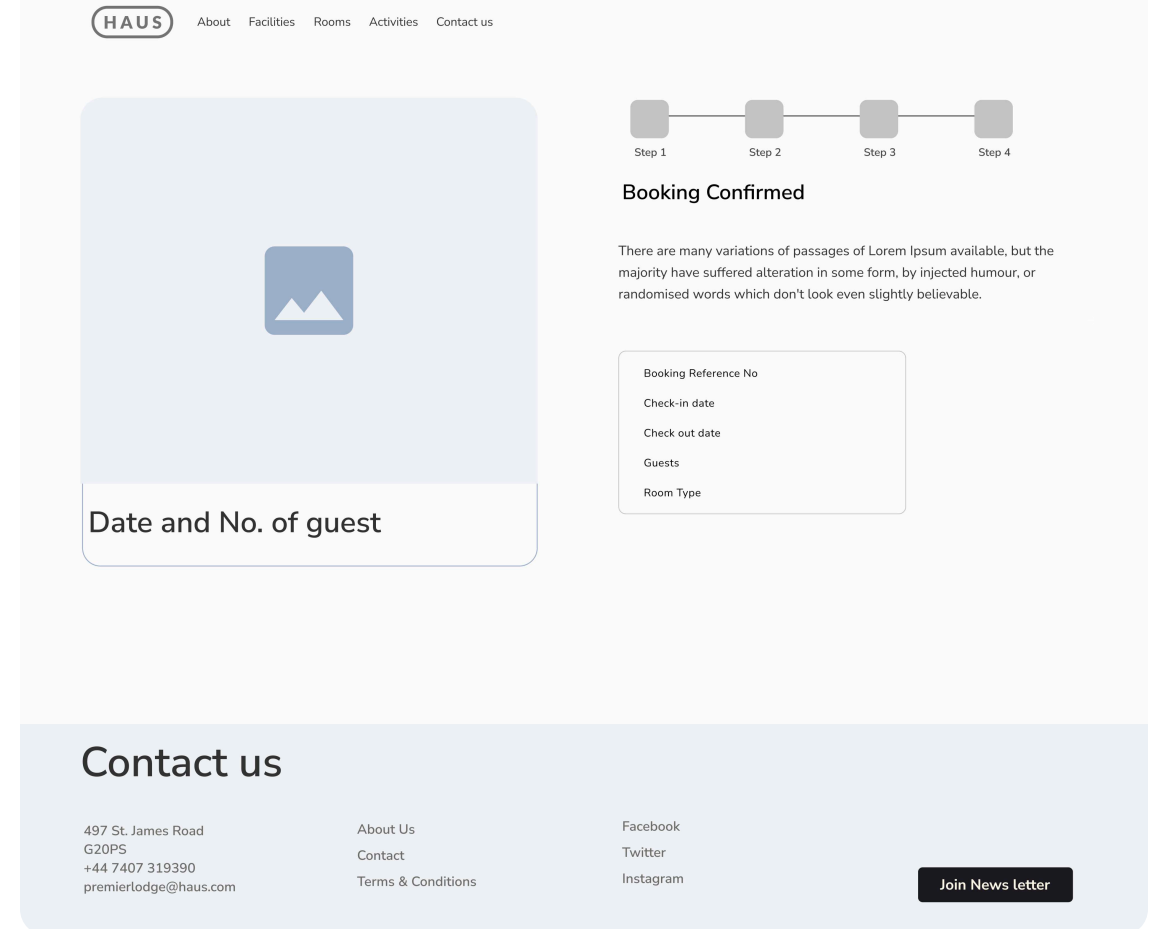 HAUS
About
Facilities
Rooms
Activities
Contact us
Step 1
Step 2
Step 3
Step 4
Booking Confirmed
There are many variations of passages of Lorem Ipsum available, but the
majority have suffered alteration in some form, by injected humour, or
randomised words which don't look even slightly believable.
Booking Reference No
Check-in date
Check out date
Guests
Room Type
Date and No. of guest
Contact us
497 St. James Road
G20PS
+44 7407 319390
premierlodge@haus.com
About Us
Contact
Terms & Conditions
Facebook
Twitter
Instagram
Join News letter